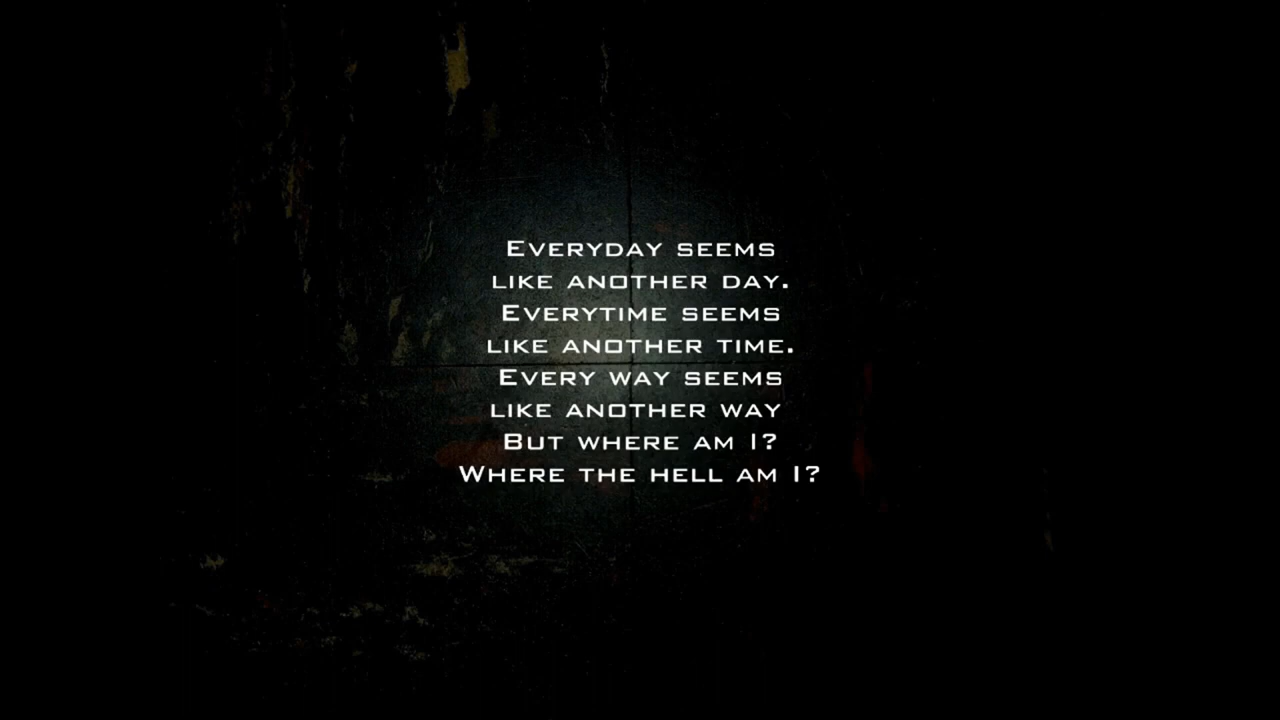 Everyday seems
like another day.
Everytime seems
like another time.
Every way seems
like another way
But where am I?
Where the hell am I?